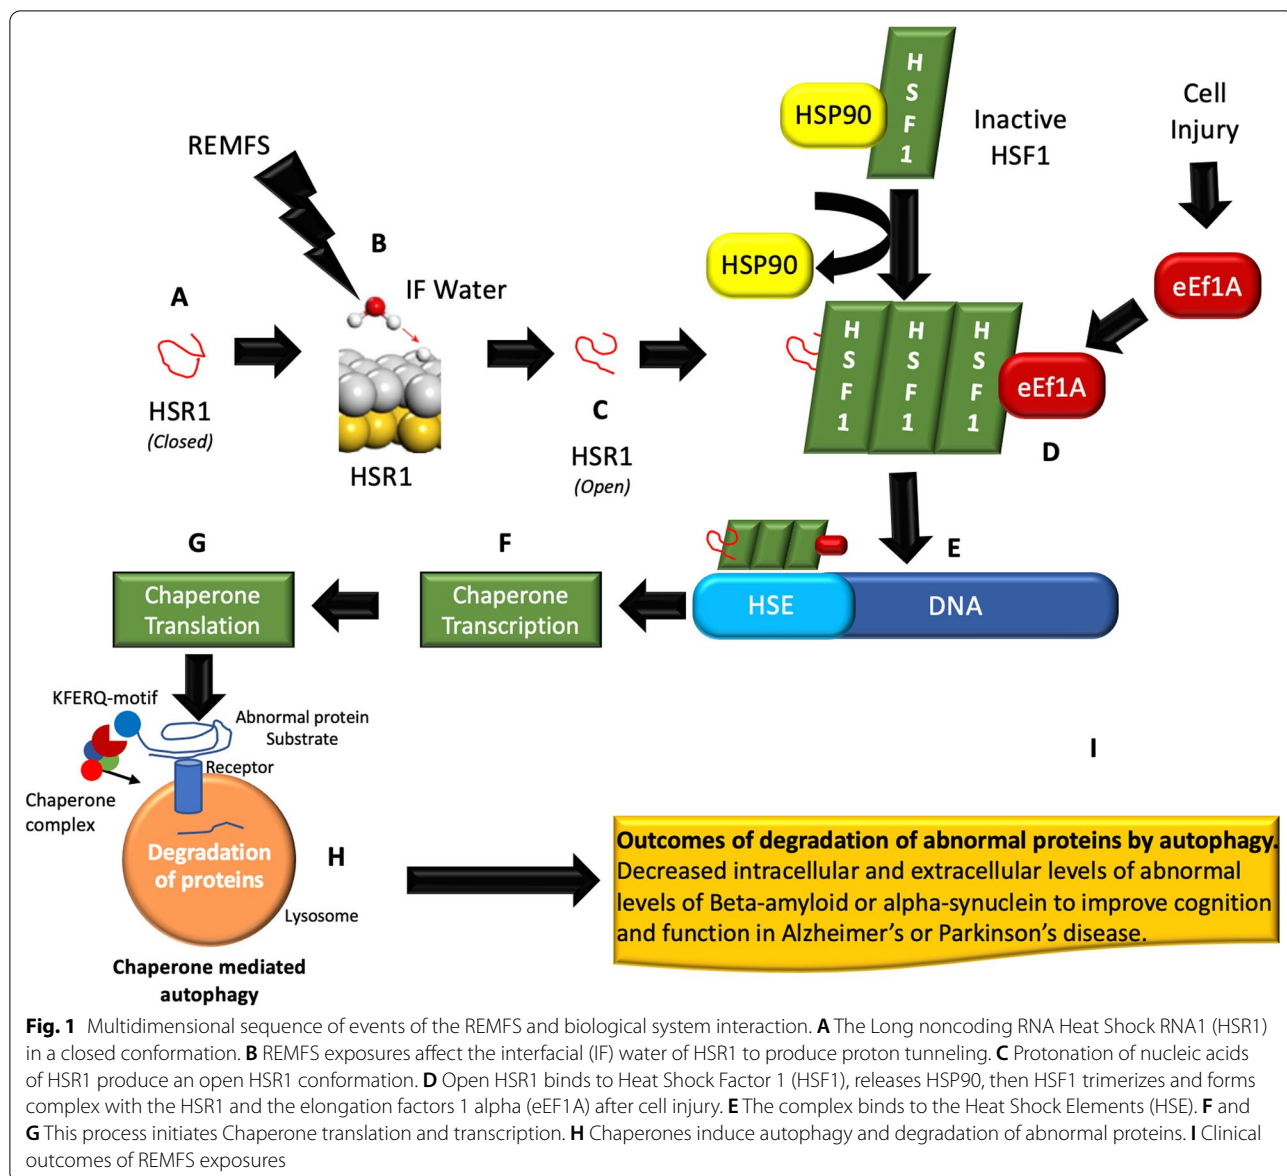 REMFS
A
HSR1
(Closed)
B
IF Water
HSR1
C
HSR1
(Open)
HSP90
H
S
F
1
Inactive
HSF1
HSP90
Cell
Injury
eEf1A
H
S
F
1
H
S
F
1
H
S
F
1
eEf1A
D
E
HSE
DNA
F
Chaperone
Transcription
G
Chaperone
Translation
KFERQ-motif
Abnormal protein
Substrate
Receptor
Chaperone
complex
Degradation
of proteins
H
Lysosome
Chaperone mediated
autophagy
I
Outcomes of degradation of abnormal proteins by autophagy.
Decreased intracellular and extracellular levels of abnormal
levels of Beta-amyloid or alpha-synuclein to improve cognition
and function in Alzheimer's or Parkinson's disease.
Fig. 1 Multidimensional sequence of events of the REMFS and biological system interaction. A The Long noncoding RNA Heat Shock RNA1 (HSR1)
in a closed conformation. B REMFS exposures affect the interfacial (IF) water of HSR1 to produce proton tunneling. C Protonation of nucleic acids
of HSR1 produce an open HSR1 conformation. D Open HSR1 binds to Heat Shock Factor 1 (HSF1), releases HSP90, then HSF1 trimerizes and forms
complex with the HSR1 and the elongation factors 1 alpha (eEF1A) after cell injury. E The complex binds to the Heat Shock Elements (HSE). F and
G This process initiates Chaperone translation and transcription. H Chaperones induce autophagy and degradation of abnormal proteins. I Clinical
outcomes of REMFS exposures